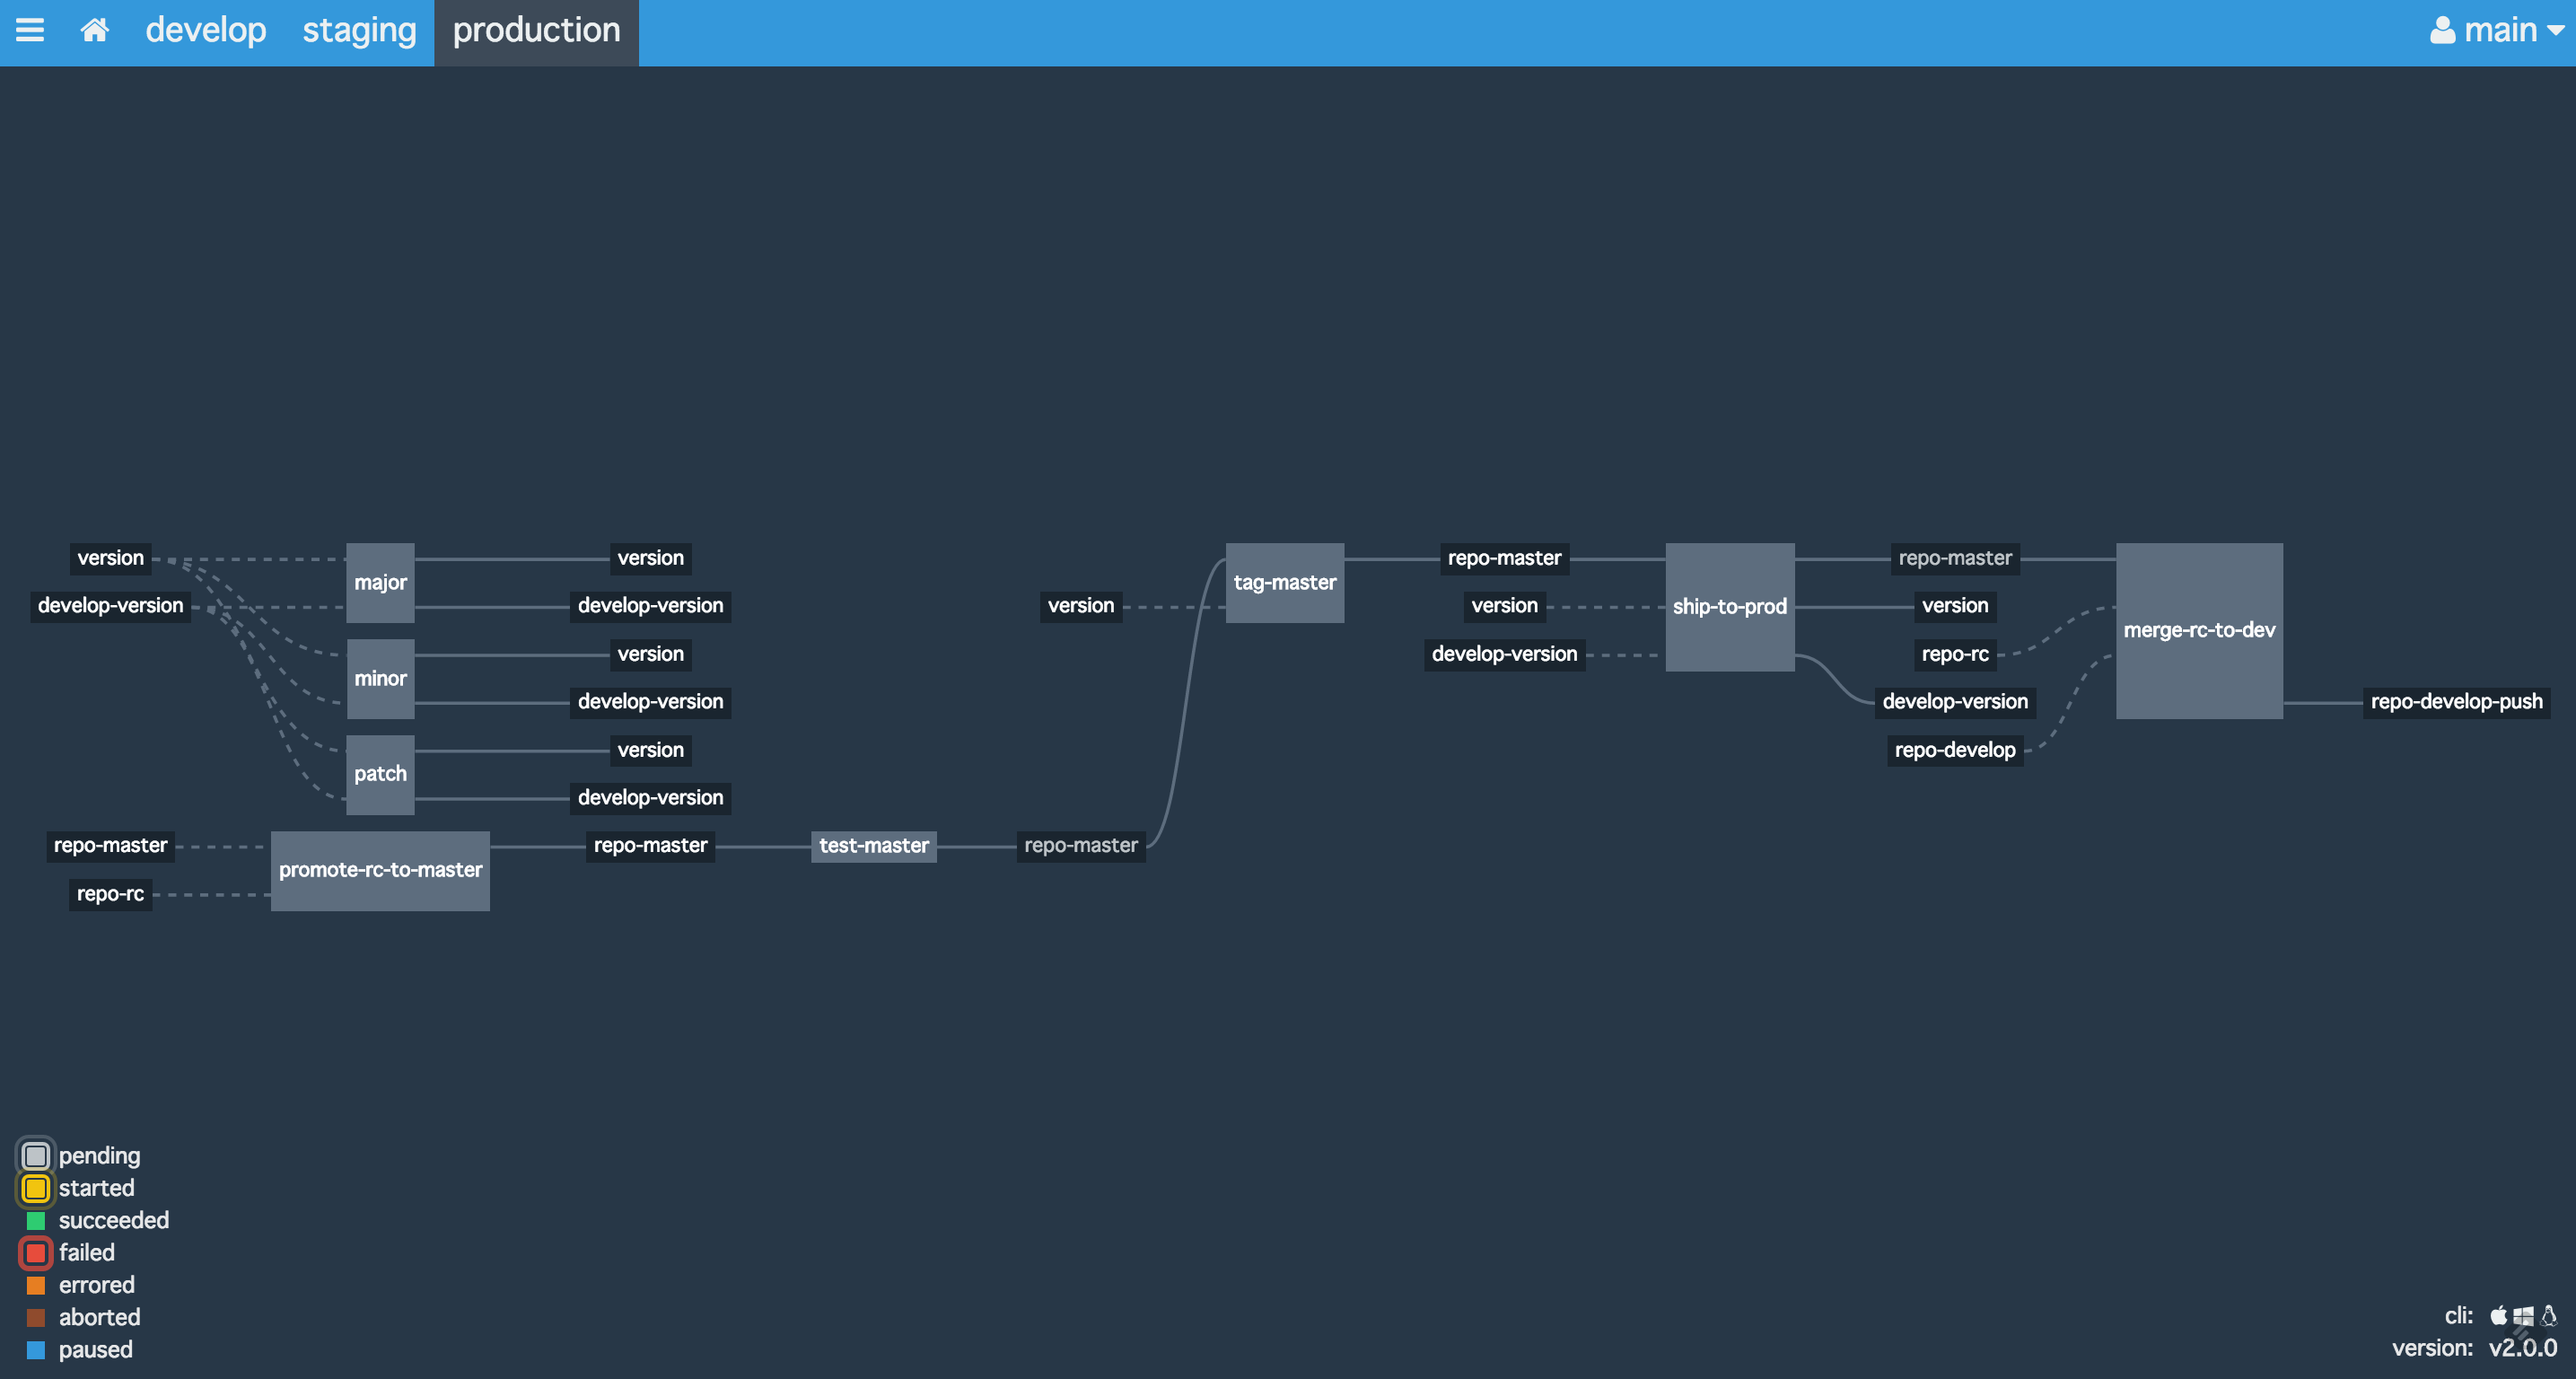 develop staging production main
version major version
develop-version develop-version
minor version
develop-version
patch version
develop-version
repo-master promote-rc-to-master repo-master test-master repo-master
repo-rc
version tag-master repo-master ship-to-prod repo-master merge-rc-to-dev
version version
develop-version repo-rc
develop-version repo-develop-push
repo-develop
pending
started
succeeded
failed
errored
aborted
paused
cli:
version: v2.0.0